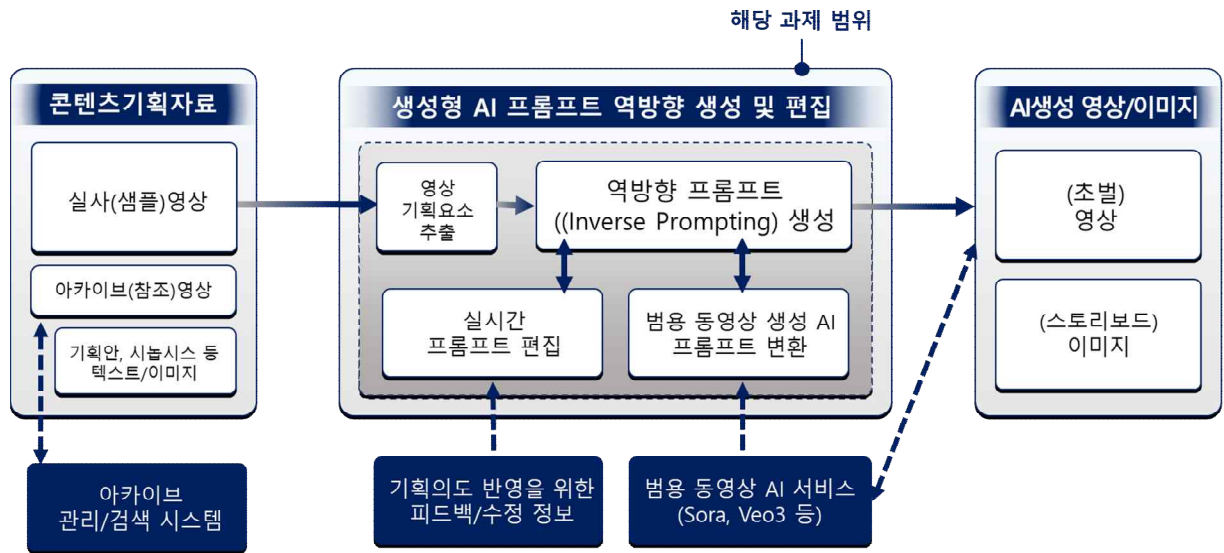 해당 과제 범위
콘텐츠기획자료
실사(샘플)영상
아카이브(참조)영상
기획안, 시놉시스 등
텍스트/이미지
아카이브
관리/검색 시스템
생성형 AI 프롬프트 역방향 생성 및 편집
영상
기획요소
추출
역방향 프롬프트
((Inverse Prompting) 생성
실시간
프롬프트 편집
범용 동영상 생성 AI
프롬프트 변환
기획의도 반영을 위한
피드백/수정 정보
범용 동영상 AI 서비스
(Sora, Veo3 등)
AI생성 영상/이미지
(초벌)
영상
(스토리보드)
이미지